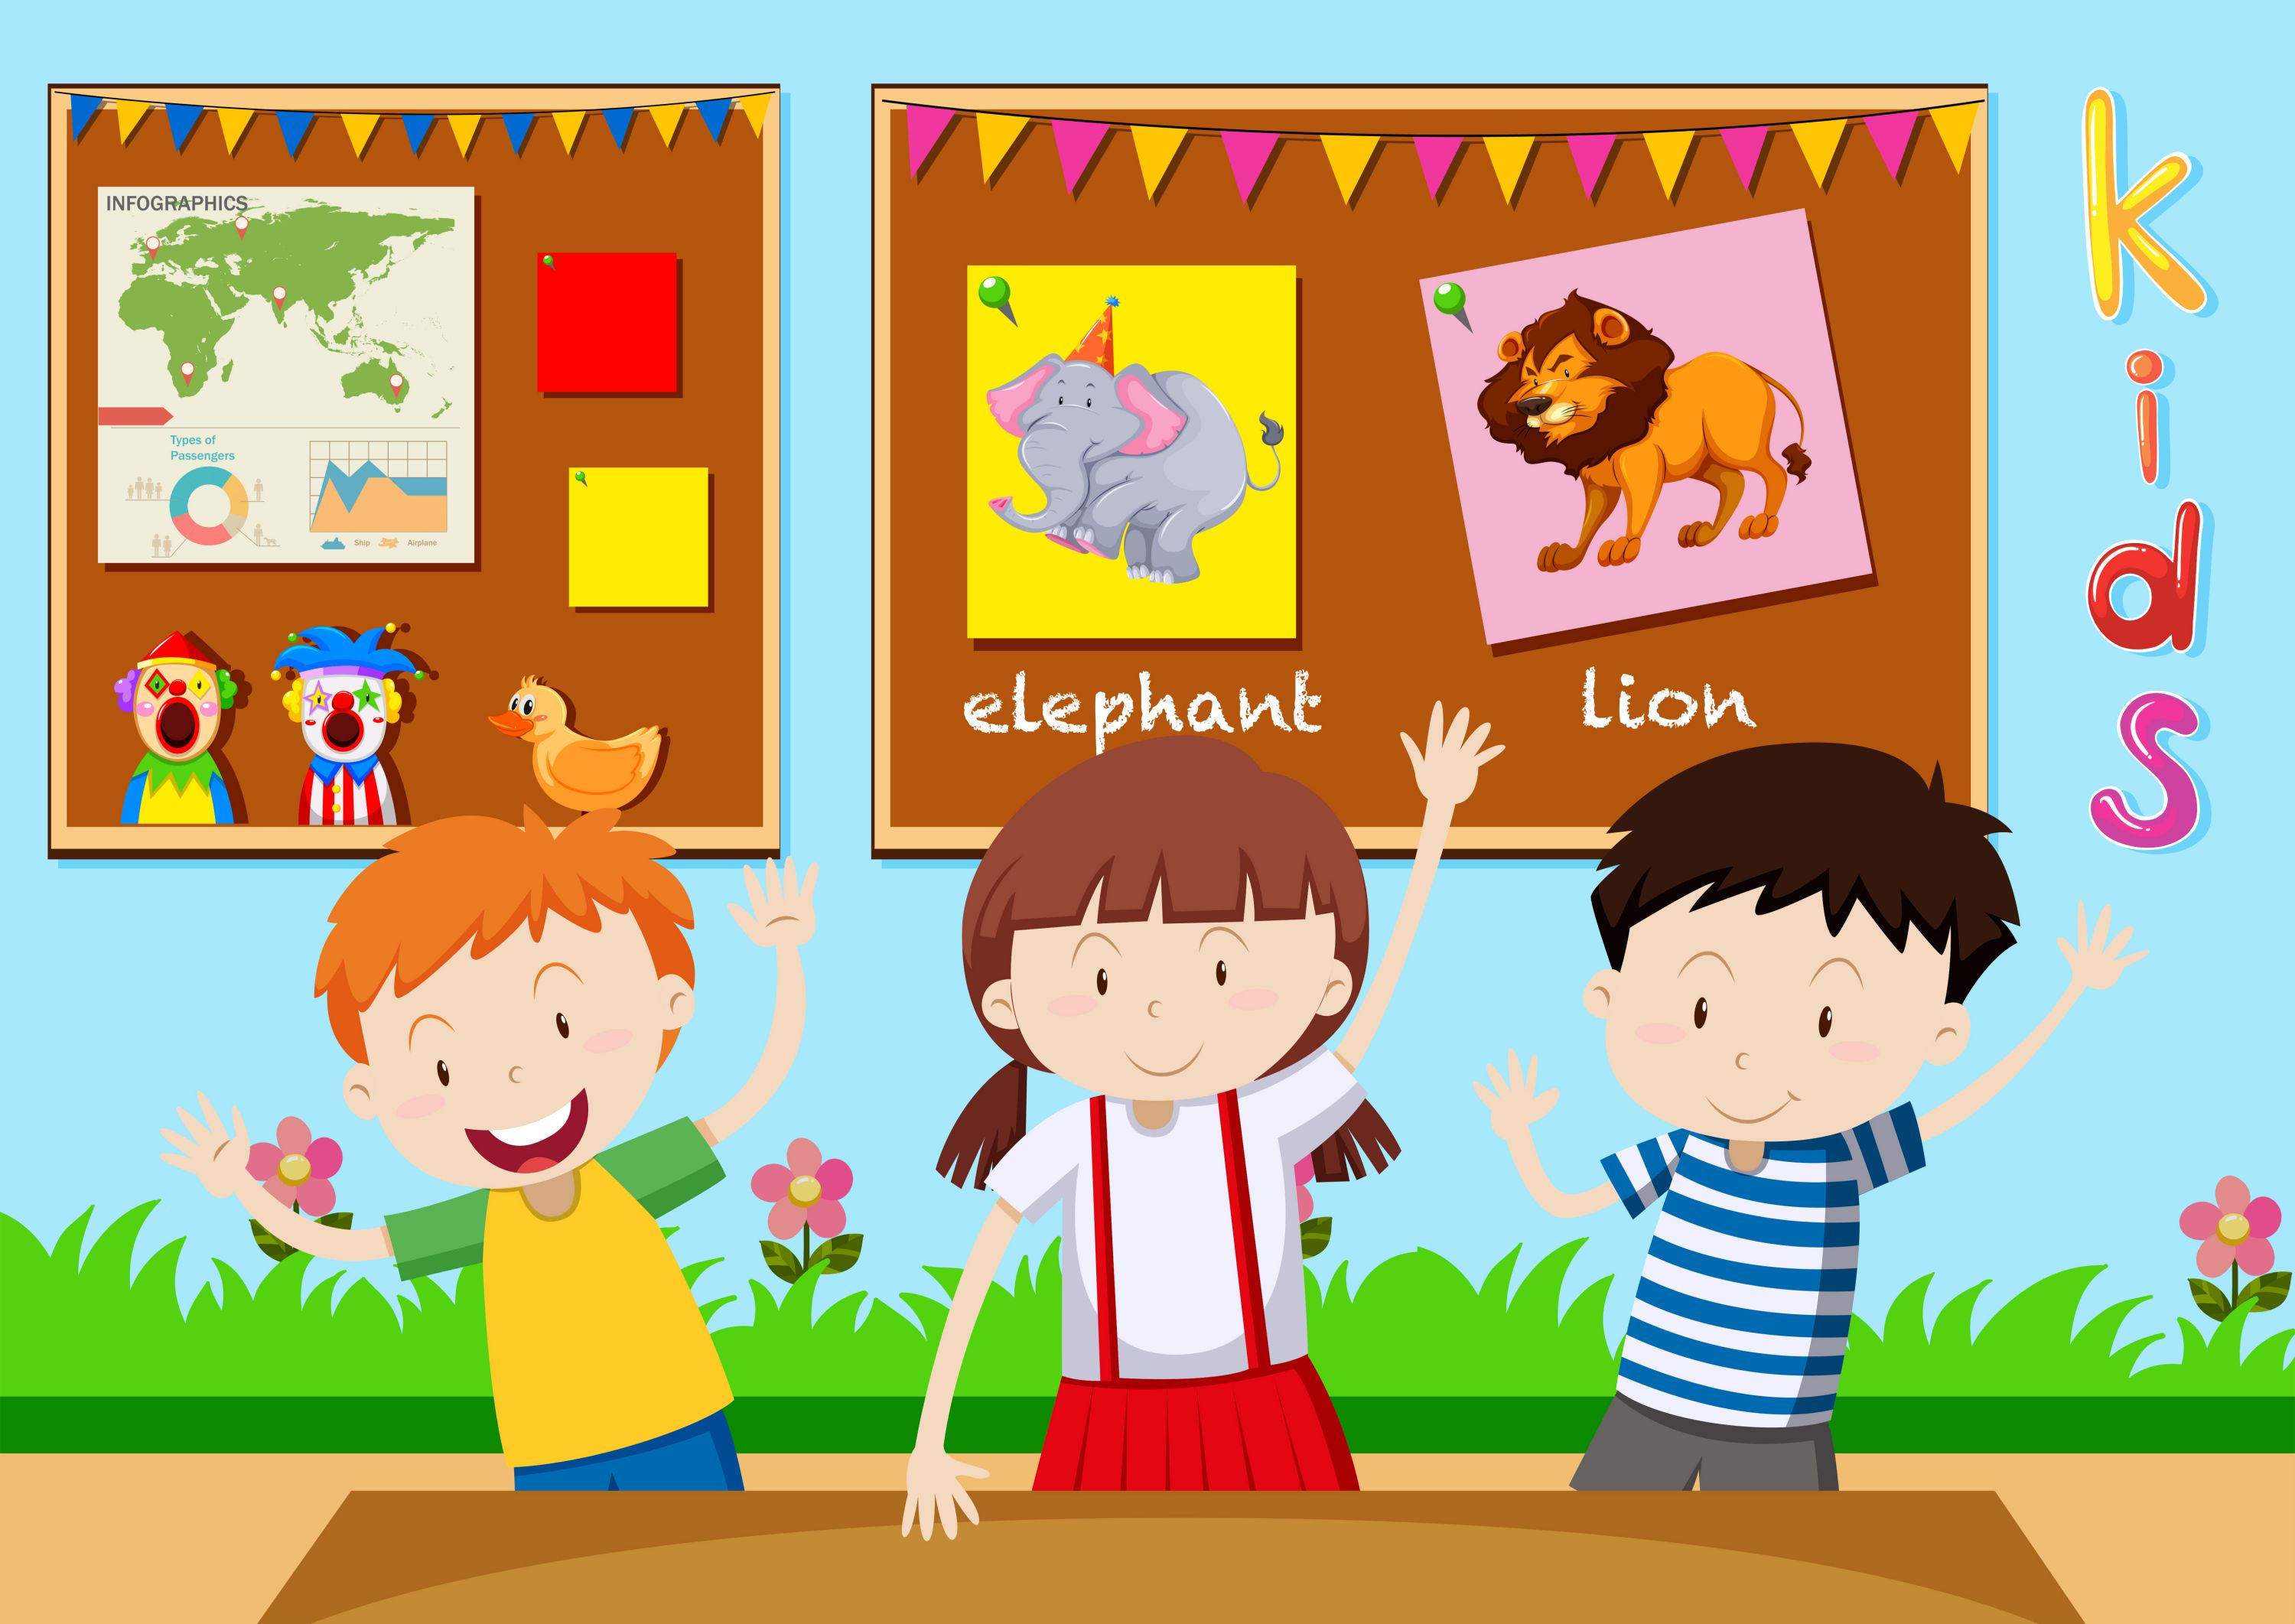 INFOGRAPHICS
Types of
Passengers
Ship Airplane
elephant
lion
kids